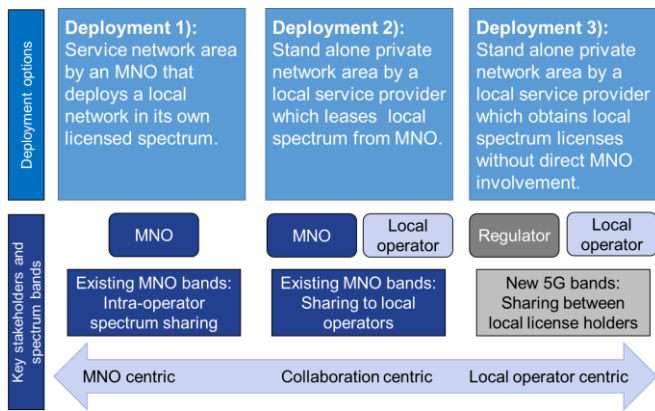 Deployment options
Deployment 1):
Service network area
by an MNO that
deploys a local
network in its own
licensed spectrum.
Deployment 2):
Stand alone private
network area by a
local service provider
which leases local
spectrum from MNO.
Deployment 3):
Stand alone private
network area by a
local service provider
which obtains local
spectrum licenses
without direct MNO
involvement.
Key stakeholders and
spectrum bands
MNO
MNO
Local
operator
Regulator
Local
operator
Existing MNO bands:
Intra-operator
spectrum sharing
Existing MNO bands:
Sharing to local
operators
New 5G bands:
Sharing between
local license holders
MNO centric
Collaboration centric
Local operator centric